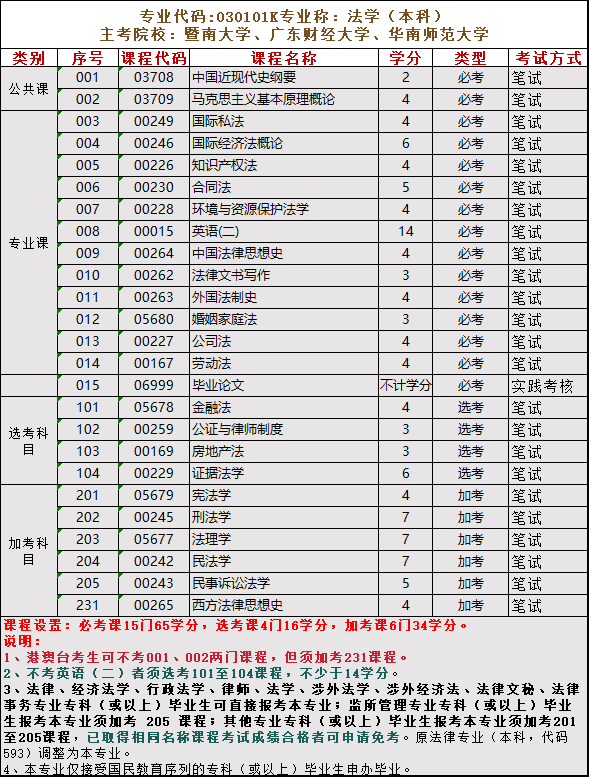 专业代码:030101K专业称：法学（本科）
主考院校：暨南大学、广东财经大学、华南师范大学
类别 序号 课程代码 课程名称 学分 类型 考试方式
公共课 001 03708 中国近现代史纲要 2 必考 笔试
002 03709 马克思主义基本原理概论 4 必考 笔试
专业课 003 00249 国际私法 4 必考 笔试
004 00246 国际经济法概论 6 必考 笔试
005 00226 知识产权法 4 必考 笔试
006 00230 合同法 5 必考 笔试
007 00228 环境与资源保护法学 4 必考 笔试
008 00015 英语(二) 14 必考 笔试
009 00264 中国法律思想史 4 必考 笔试
010 00262 法律文书写作 3 必考 笔试
011 00263 外国法制史 4 必考 笔试
012 05680 婚姻家庭法 3 必考 笔试
013 00227 公司法 4 必考 笔试
014 00167 劳动法 4 必考 笔试
015 06999 毕业论文 不计学分 必考 实践考核
选考科目 101 05678 金融法 4 选考 笔试
102 00259 公证与律师制度 3 选考 笔试
103 00169 房地产法 3 选考 笔试
104 00229 证据法学 6 选考 笔试
加考科目 201 05679 宪法学 4 加考 笔试
202 00245 刑法学 7 加考 笔试
203 05677 法理学 7 加考 笔试
204 00242 民法学 7 加考 笔试
205 00243 民事诉讼法学 5 加考 笔试
231 00265 西方法律思想史 4 加考 笔试
课程设置：必考课15门65学分，选考课4门16学分，加考课6门34学分。
说明：
1、港澳台考生可不考001、002两门课程，但须加考231课程。
2、不考英语（二）者须选考101至104课程，不少于14学分。
3、法律、经济法学、行政法学、律师、法学、涉外法学、涉外经济法、法律文秘、法律
事务专业专科（或以上）毕业生可直接报考本专业；监所管理专业专科（或以上）毕业
生报考本专业须加考 205 课程；其他专业专科（或以上）毕业生报考本专业须加考201
至205课程，已取得相同名称课程考试成绩合格者可申请免考。原法律专业（本科，代码
593）调整为本专业。
4、本专业仅接受国民教育序列的专科（或以上）毕业生申办毕业。